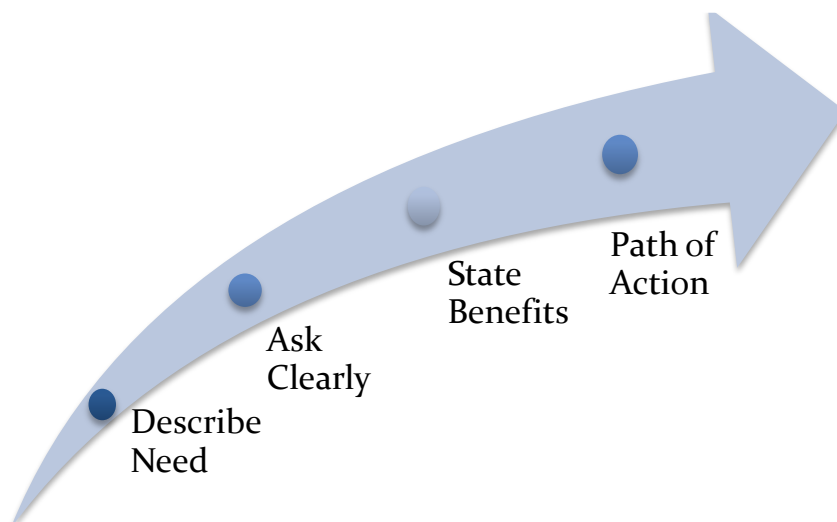 Describe
Need
Ask
Clearly
State
Benefits
Path of
Action